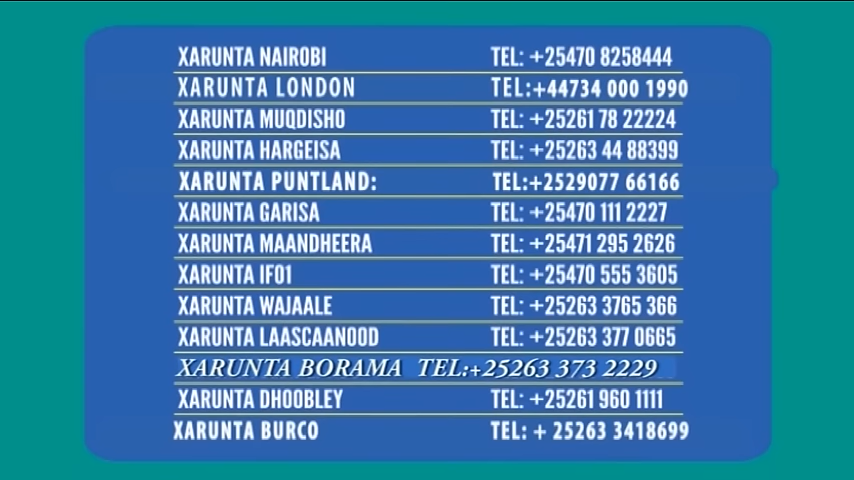 XARUNTA NAIROBI TEL: +25470 8258444
XARUNTA LONDON TEL:+44734 000 1990
XARUNTA MUQDISHO TEL: +25261 78 22224
XARUNTA HARGEISA TEL: +25263 44 88399
XARUNTA PUNTLAND: TEL:+2529077 66166
XARUNTA GARISA TEL: +25470 111 2227
XARUNTA MAANDHEERA TEL: +25471 295 2626
XARUNTA IFO1 TEL: +25470 555 3605
XARUNTA WAJAALE TEL: +25263 3765 366
XARUNTA LAASCAANOOD TEL: +25263 377 0665
XARUNTA BORAMA TEL:+25263 373 2229
XARUNTA DHOOBLEY TEL: +25261 960 1111
XARUNTA BURCO TEL: + 25263 3418699